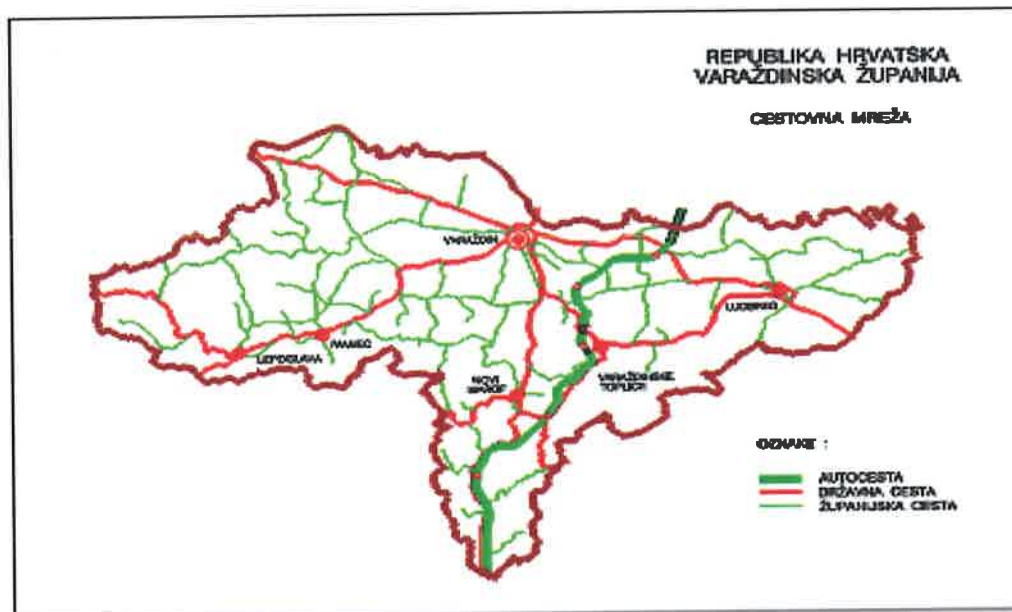 REPUBLIKA HRVATSKA
VARAŽDINSKA ŽUPANIJA
CESTOVNA MREŽA
VARAŽDIN
LUDBREG
IVANEC
LEPOGLAVA
NOVI
MAROF
VARAŽDINSKE
TOPLICE
OZNAKE :
AUTOCESTA
DRŽAVNA CESTA
ŽUPANIJSKA CESTA